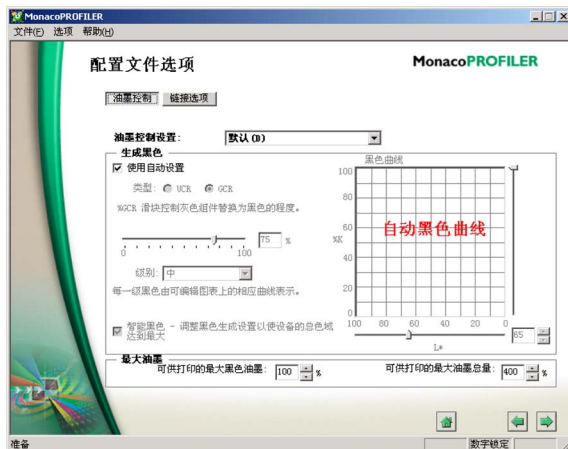 MonacoPROFILER
文件(F) 选项 帮助(H)
配置文件选项
MonacoPROFILER
油墨控制 链接选项
油墨控制设置: 默认(D)
生成黑色
使用自动设置
类型: UCR GCR
%GCR 滑块控制灰色组件替换为黑色的程度。
75 %
0 100
级别: 中
每一级黑色由可编辑图表上的相应曲线表示。
智能黑色 - 调整黑色生成设置以使设备的总色域
达到最大
黑色曲线
100
80
60
%K
40
20
0
自动黑色曲线
100 80 60 40 20 0
65
L*
最大油墨
可供打印的最大黑色油墨: 100 %
可供打印的最大油墨总量: 400 %
准备
数字锁定